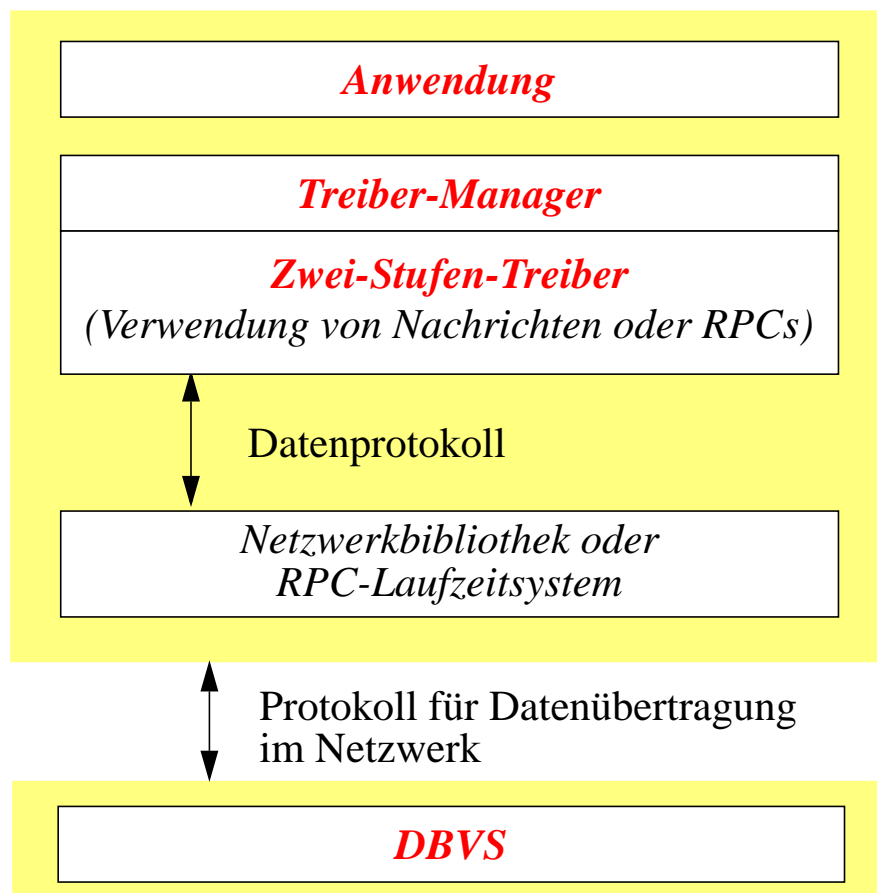 Anwendung
Treiber-Manager
Zwei-Stufen-Treiber
(Verwendung von Nachrichten oder RPCs)
Datenprotokoll
Netzwerkbibliothek oder
RPC-Laufzeitsystem
Protokoll für Datenübertragung
im Netzwerk
DBVS